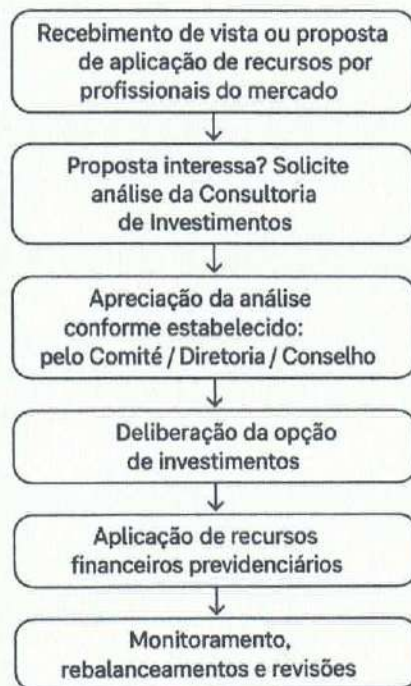 Recebimento de vista ou proposta
de aplicação de recursos por
profissionais do mercado
Proposta interessa? Solicite
análise da Consultoria
de Investimentos
Apreciação da análise
conforme estabelecido:
pelo Comité / Diretoria / Conselho
Deliberação da opção
de investimentos
Aplicação de recursos
financeiros previdenciários
Monitoramento,
rebalanceamentos e revisões